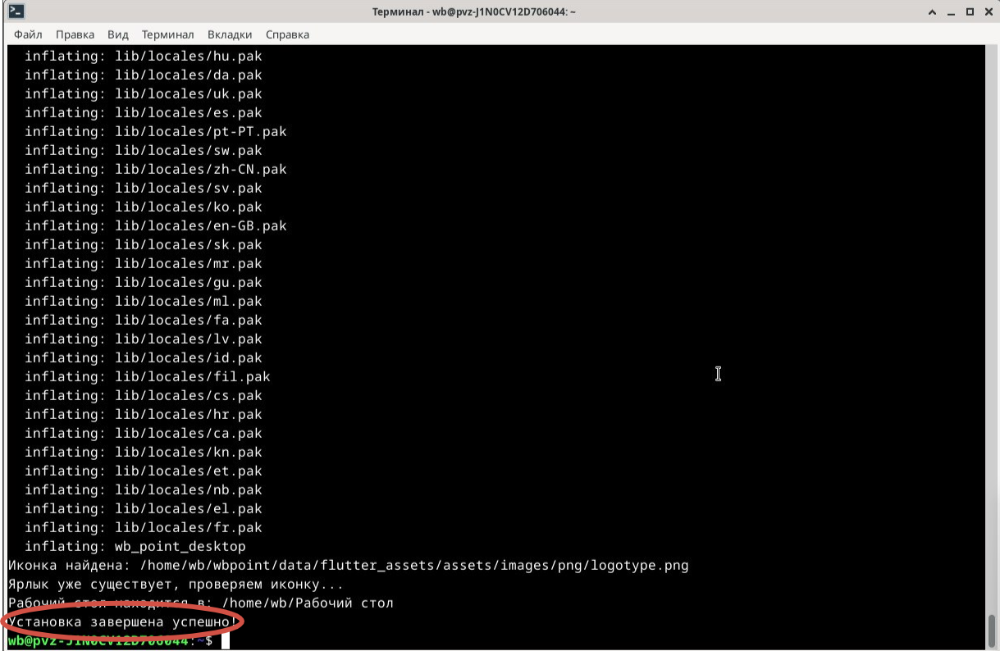 Терминал - wb@pvz-J1N0CV12D706044: ~
Файл Правка Вид Терминал Вкладки Справка
inflating: lib/locales/hu.pak
inflating: lib/locales/da.pak
inflating: lib/locales/uk.pak
inflating: lib/locales/es.pak
inflating: lib/locales/pt-PT.pak
inflating: lib/locales/sw.pak
inflating: lib/locales/zh-CN.pak
inflating: lib/locales/sv.pak
inflating: lib/locales/ko.pak
inflating: lib/locales/en-GB.pak
inflating: lib/locales/sk.pak
inflating: lib/locales/mr.pak
inflating: lib/locales/gu.pak
inflating: lib/locales/ml.pak
inflating: lib/locales/fa.pak
inflating: lib/locales/lv.pak
inflating: lib/locales/id.pak
inflating: lib/locales/fil.pak
inflating: lib/locales/cs.pak
inflating: lib/locales/hr.pak
inflating: lib/locales/ca.pak
inflating: lib/locales/kn.pak
inflating: lib/locales/et.pak
inflating: lib/locales/nb.pak
inflating: lib/locales/el.pak
inflating: lib/locales/fr.pak
inflating: wb_point_desktop
Иконка найдена: /home/wb/wbpoint/data/flutter_assets/assets/images/png/logotype.png
Ярлык уже существует, проверяем иконку...
Рабочий стол находится в: /home/wb/Рабочий стол
Установка завершена успешно!
wb@pvz-J1N0CV12D706044:~$